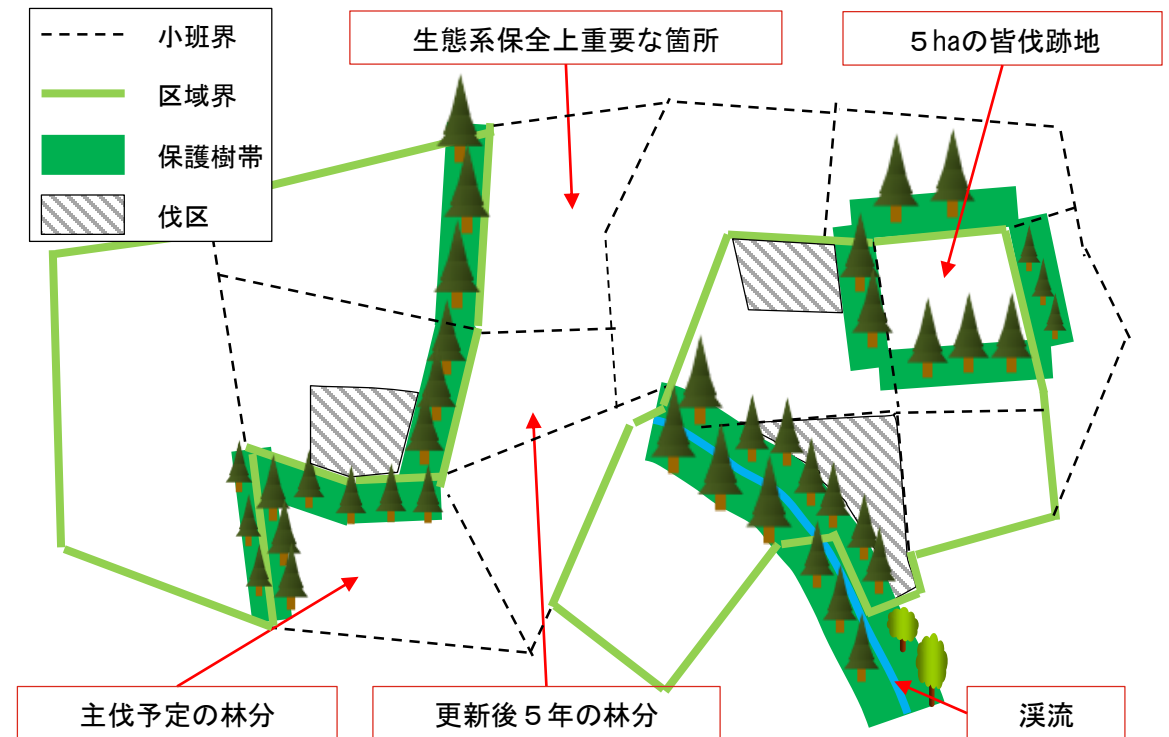 小班界
区域界
保護樹帯
伐区
生態系保全上重要な箇所
５haの皆伐跡地
主伐予定の林分
更新後５年の林分
渓流